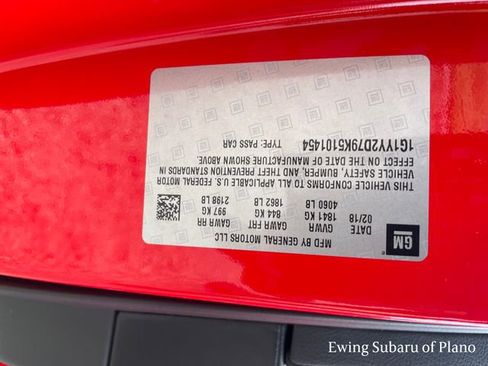 GM
MFD BY GENERAL MOTORS LLC
DATE GVWR GAWR FRT GAWR RR
02/18 1841 KG 844 KG 997 KG
4060 LB 1862 LB 2198 LB
THIS VEHICLE CONFORMS TO ALL APPLICABLE U.S. FEDERAL MOTOR
VEHICLE SAFETY, BUMPER, AND THEFT PREVENTION STANDARDS IN
EFFECT ON THE DATE OF MANUFACTURE SHOWN ABOVE.
1G1YY2D79K5101454 TYPE: PASS CAR
Ewing Subaru of Plano